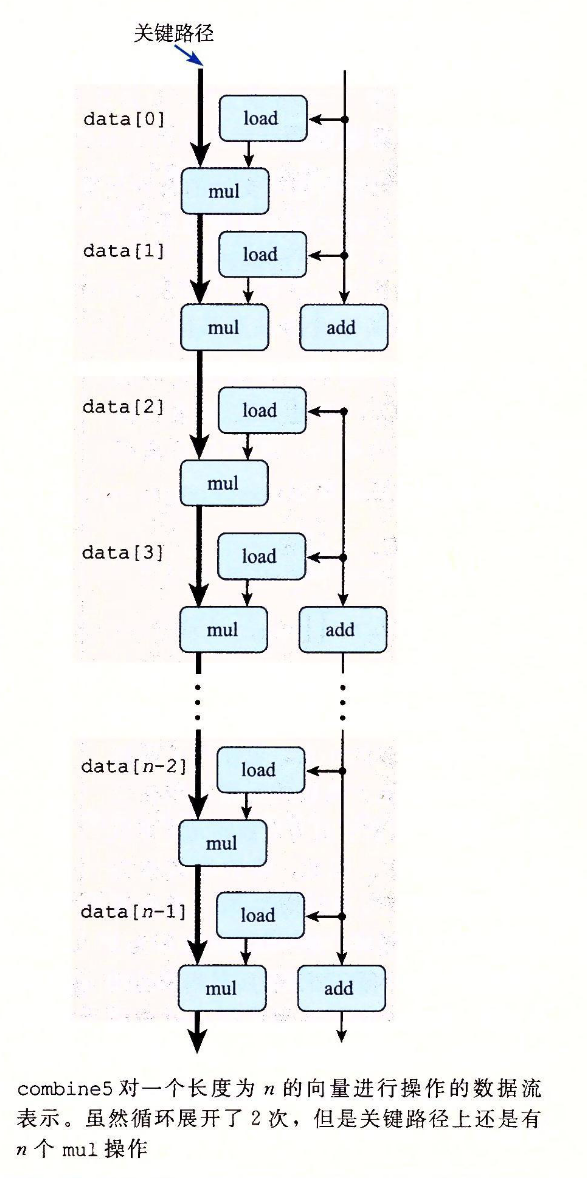 关键路径
data[0]
load
mul
data[1]
load
mul
add
data[2]
load
mul
data[3]
load
mul
add
data[n-2]
load
mul
data[n-1]
load
mul
add
combine5 对一个长度为 n 的向量进行操作的数据流
表示。虽然循环展开了 2 次，但是关键路径上还是有
n 个 mul 操作